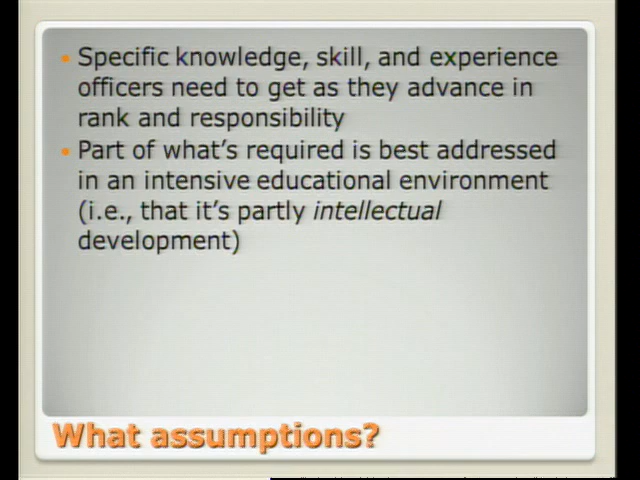 • Specific knowledge, skill, and experience
officers need to get as they advance in
rank and responsibility
• Part of what's required is best addressed
in an intensive educational environment
(i.e., that it's partly intellectual
development)
What assumptions?